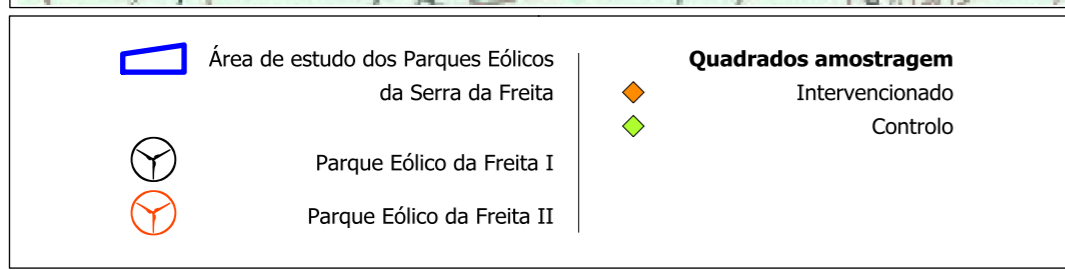 Área de estudo dos Parques Eólicos
da Serra da Freita
Parque Eólico da Freita I
Parque Eólico da Freita II
Quadrados amostragem
Intervencionado
Controlo